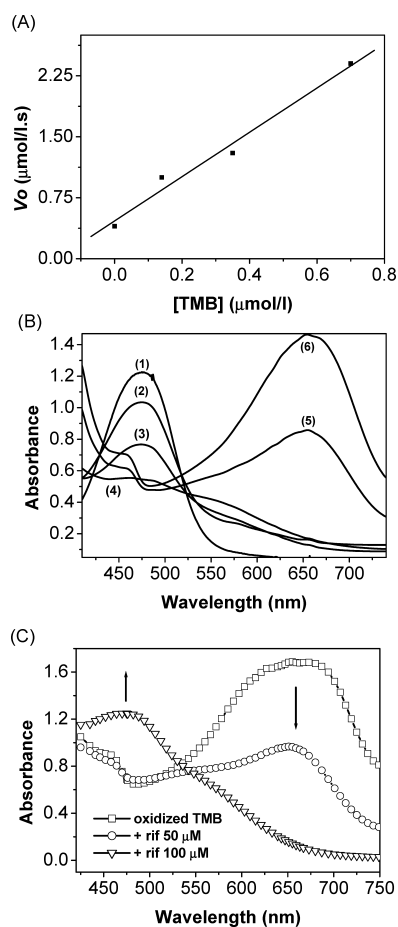 (A)
Vo (μmol/l.s)
2.25
1.50
0.75
0.00
0.0 0.2 0.4 0.6 0.8
[TMB] (μmol/l)
(B)
Absorbance
1.4
1.2
1.0
0.8
0.6
0.4
0.2
(1)
(2)
(3)
(4)
(5)
(6)
450 500 550 600 650 700
Wavelength (nm)
(C)
Absorbance
1.6
1.2
0.8
0.4
0.0
oxidized TMB
+ rif 50 μM
+ rif 100 μM
450 500 550 600 650 700 750
Wavelength (nm)